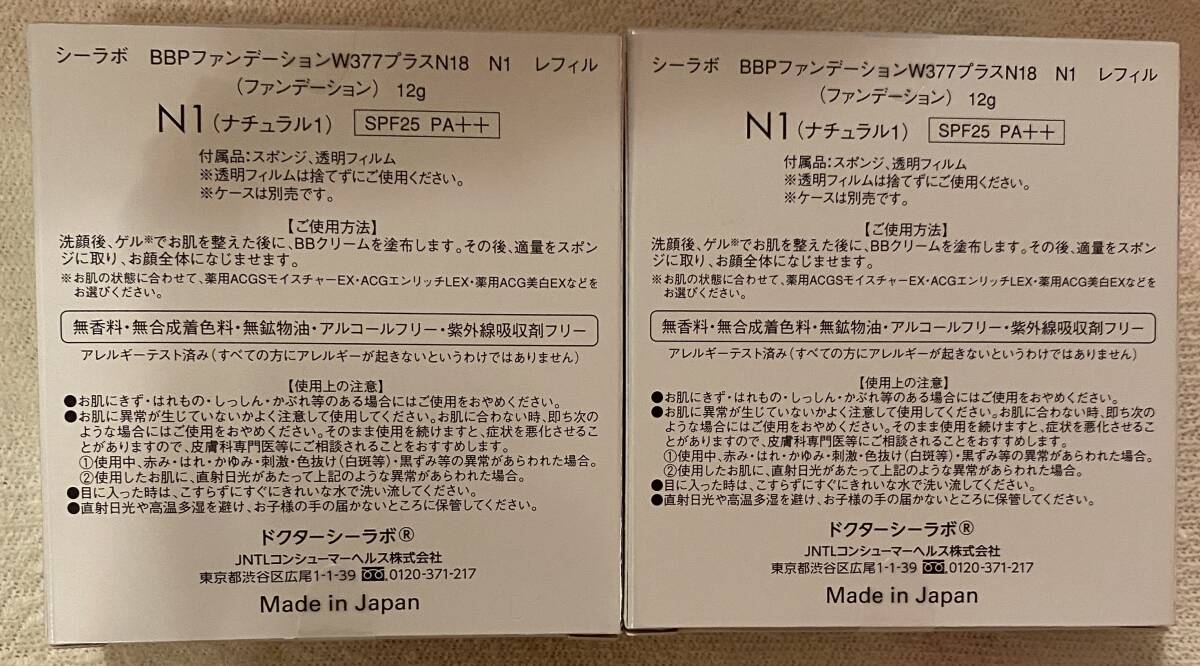 シーラボ BBPファンデーションW377プラスN18 N1 レフィル
(ファンデーション) 12g
N1(ナチュラル1) SPF25 PA++
付属品:スポンジ、透明フィルム
※透明フィルムは捨てずにご使用ください。
※ケースは別売です。
【ご使用方法】
洗顔後、ゲル※でお肌を整えた後に、BBクリームを塗布します。その後、適量をスポン
ジに取り、お顔全体になじませます。
※お肌の状態に合わせて、薬用ACGSモイスチャーEX・ACGエンリッチLEX・薬用ACG美白EXなどを
お選びください。
無香料・無合成着色料・無鉱物油・アルコールフリー・紫外線吸収剤フリー
アレルギーテスト済み(すべての方にアレルギーが起きないというわけではありません)
【使用上の注意】
●お肌にきず・はれもの・しっしん・かぶれ等のある場合にはご使用をおやめください。
●お肌に異常が生じていないかよく注意して使用してください。お肌に合わない時、即ち次の
ような場合にはご使用をおやめください。そのまま使用を続けますと、症状を悪化させるこ
とがありますので、皮膚科専門医等にご相談されることをおすすめします。
①使用中、赤み・はれ・かゆみ・刺激・色抜け(白斑等)・黒ずみ等の異常があらわれた場合。
②使用したお肌に、直射日光があたって上記のような異常があらわれた場合。
●目に入った時は、こすらずにすぐにきれいな水で洗い流してください。
●直射日光や高温多湿を避け、お子様の手の届かないところに保管してください。
ドクターシーラボ®
JNTLコンシューマーヘルス株式会社
東京都渋谷区広尾1-1-39 0120-371-217
Made in Japan
シーラボ BBPファンデーションW377プラスN18 N1 レフィル
(ファンデーション) 12g
N1(ナチュラル1) SPF25 PA++
付属品:スポンジ、透明フィルム
※透明フィルムは捨てずにご使用ください。
※ケースは別売です。
【ご使用方法】
洗顔後、ゲル※でお肌を整えた後に、BBクリームを塗布します。その後、適量をスポン
ジに取り、お顔全体になじませます。
※お肌の状態に合わせて、薬用ACGSモイスチャーEX・ACGエンリッチLEX・薬用ACG美白EXなどを
お選びください。
無香料・無合成着色料・無鉱物油・アルコールフリー・紫外線吸収剤フリー
アレルギーテスト済み(すべての方にアレルギーが起きないというわけではありません)
【使用上の注意】
●お肌にきず・はれもの・しっしん・かぶれ等のある場合にはご使用をおやめください。
●お肌に異常が生じていないかよく注意して使用してください。お肌に合わない時、即ち次の
ような場合にはご使用をおやめください。そのまま使用を続けますと、症状を悪化させるこ
とがありますので、皮膚科専門医等にご相談されることをおすすめします。
①使用中、赤み・はれ・かゆみ・刺激・色抜け(白斑等)・黒ずみ等の異常があらわれた場合。
②使用したお肌に、直射日光があたって上記のような異常があらわれた場合。
●目に入った時は、こすらずにすぐにきれいな水で洗い流してください。
●直射日光や高温多湿を避け、お子様の手の届かないところに保管してください。
ドクターシーラボ®
JNTLコンシューマーヘルス株式会社
東京都渋谷区広尾1-1-39 0120-371-217
Made in Japan